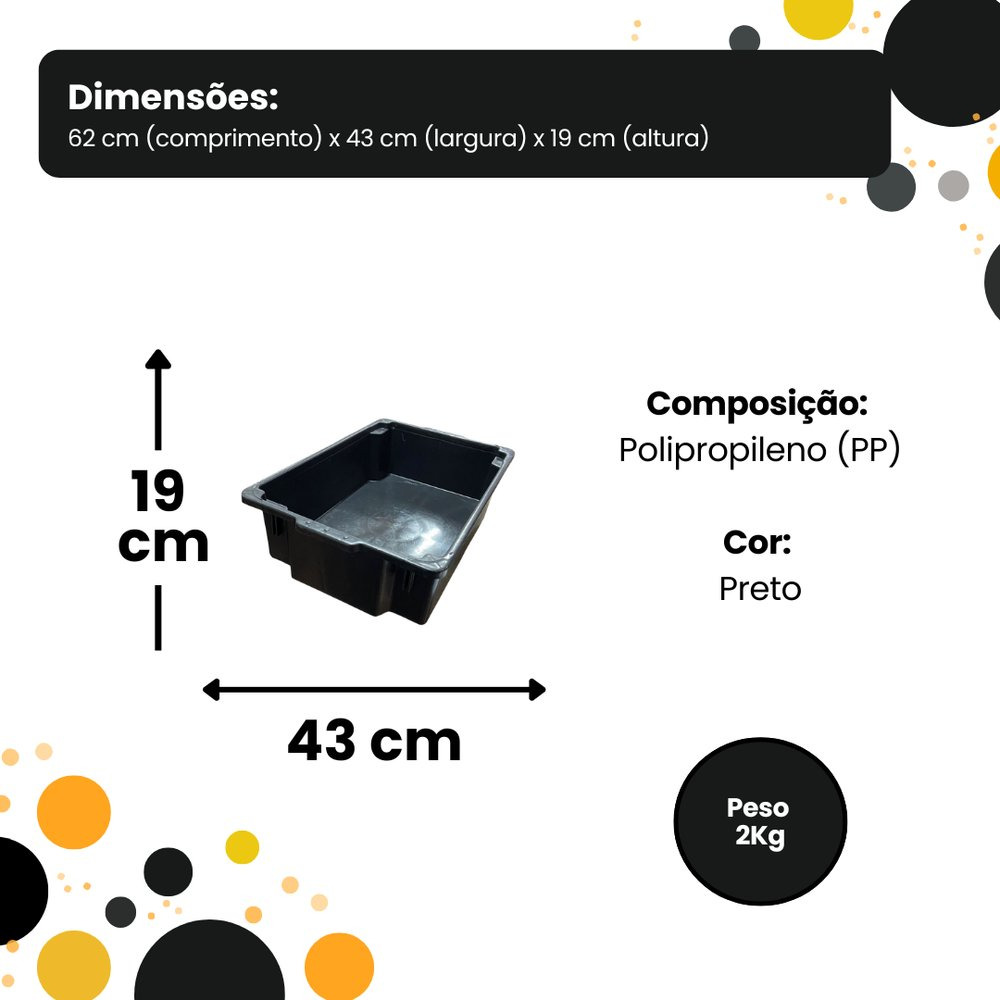 Dimensões:
62 cm (comprimento) x 43 cm (largura) x 19 cm (altura)
19
cm
43 cm
Composição:
Polipropileno (PP)
Cor:
Preto
Peso
2Kg